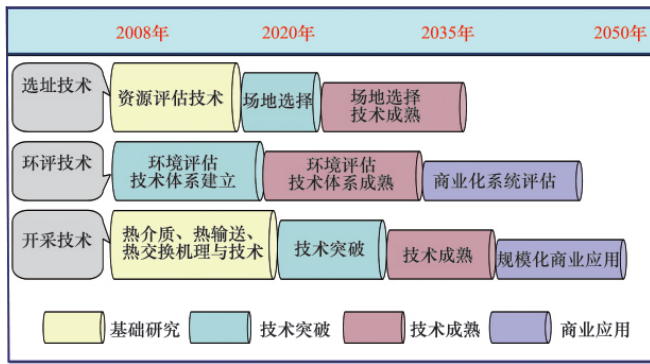 2008年 2020年 2035年 2050年
选址技术
资源评估技术
场地选择
场地选择
技术成熟
环评技术
环境评估
技术体系建立
环境评估
技术体系成熟
商业化系统评估
开采技术
热介质、热输送、
热交换机理与技术
技术突破
技术成熟
规模化商业应用
基础研究 技术突破 技术成熟 商业应用